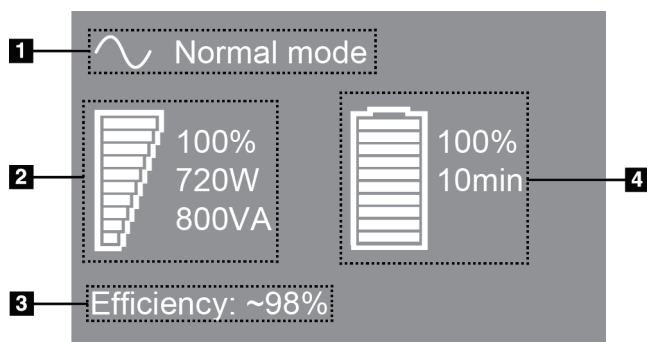 1 Normal mode
2 100% 100% 4
720W 10min
800VA
3 Efficiency: ~98%